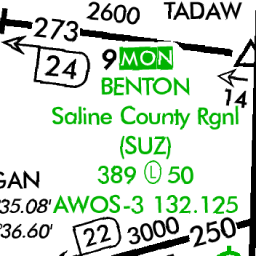 2600 TADAW
273
24 9 MON
BENTON
14
Saline County Rgnl
(SUZ)
389 L 50
GAN
35.08' AWOS-3 132.125
36.60'
22 3000 250